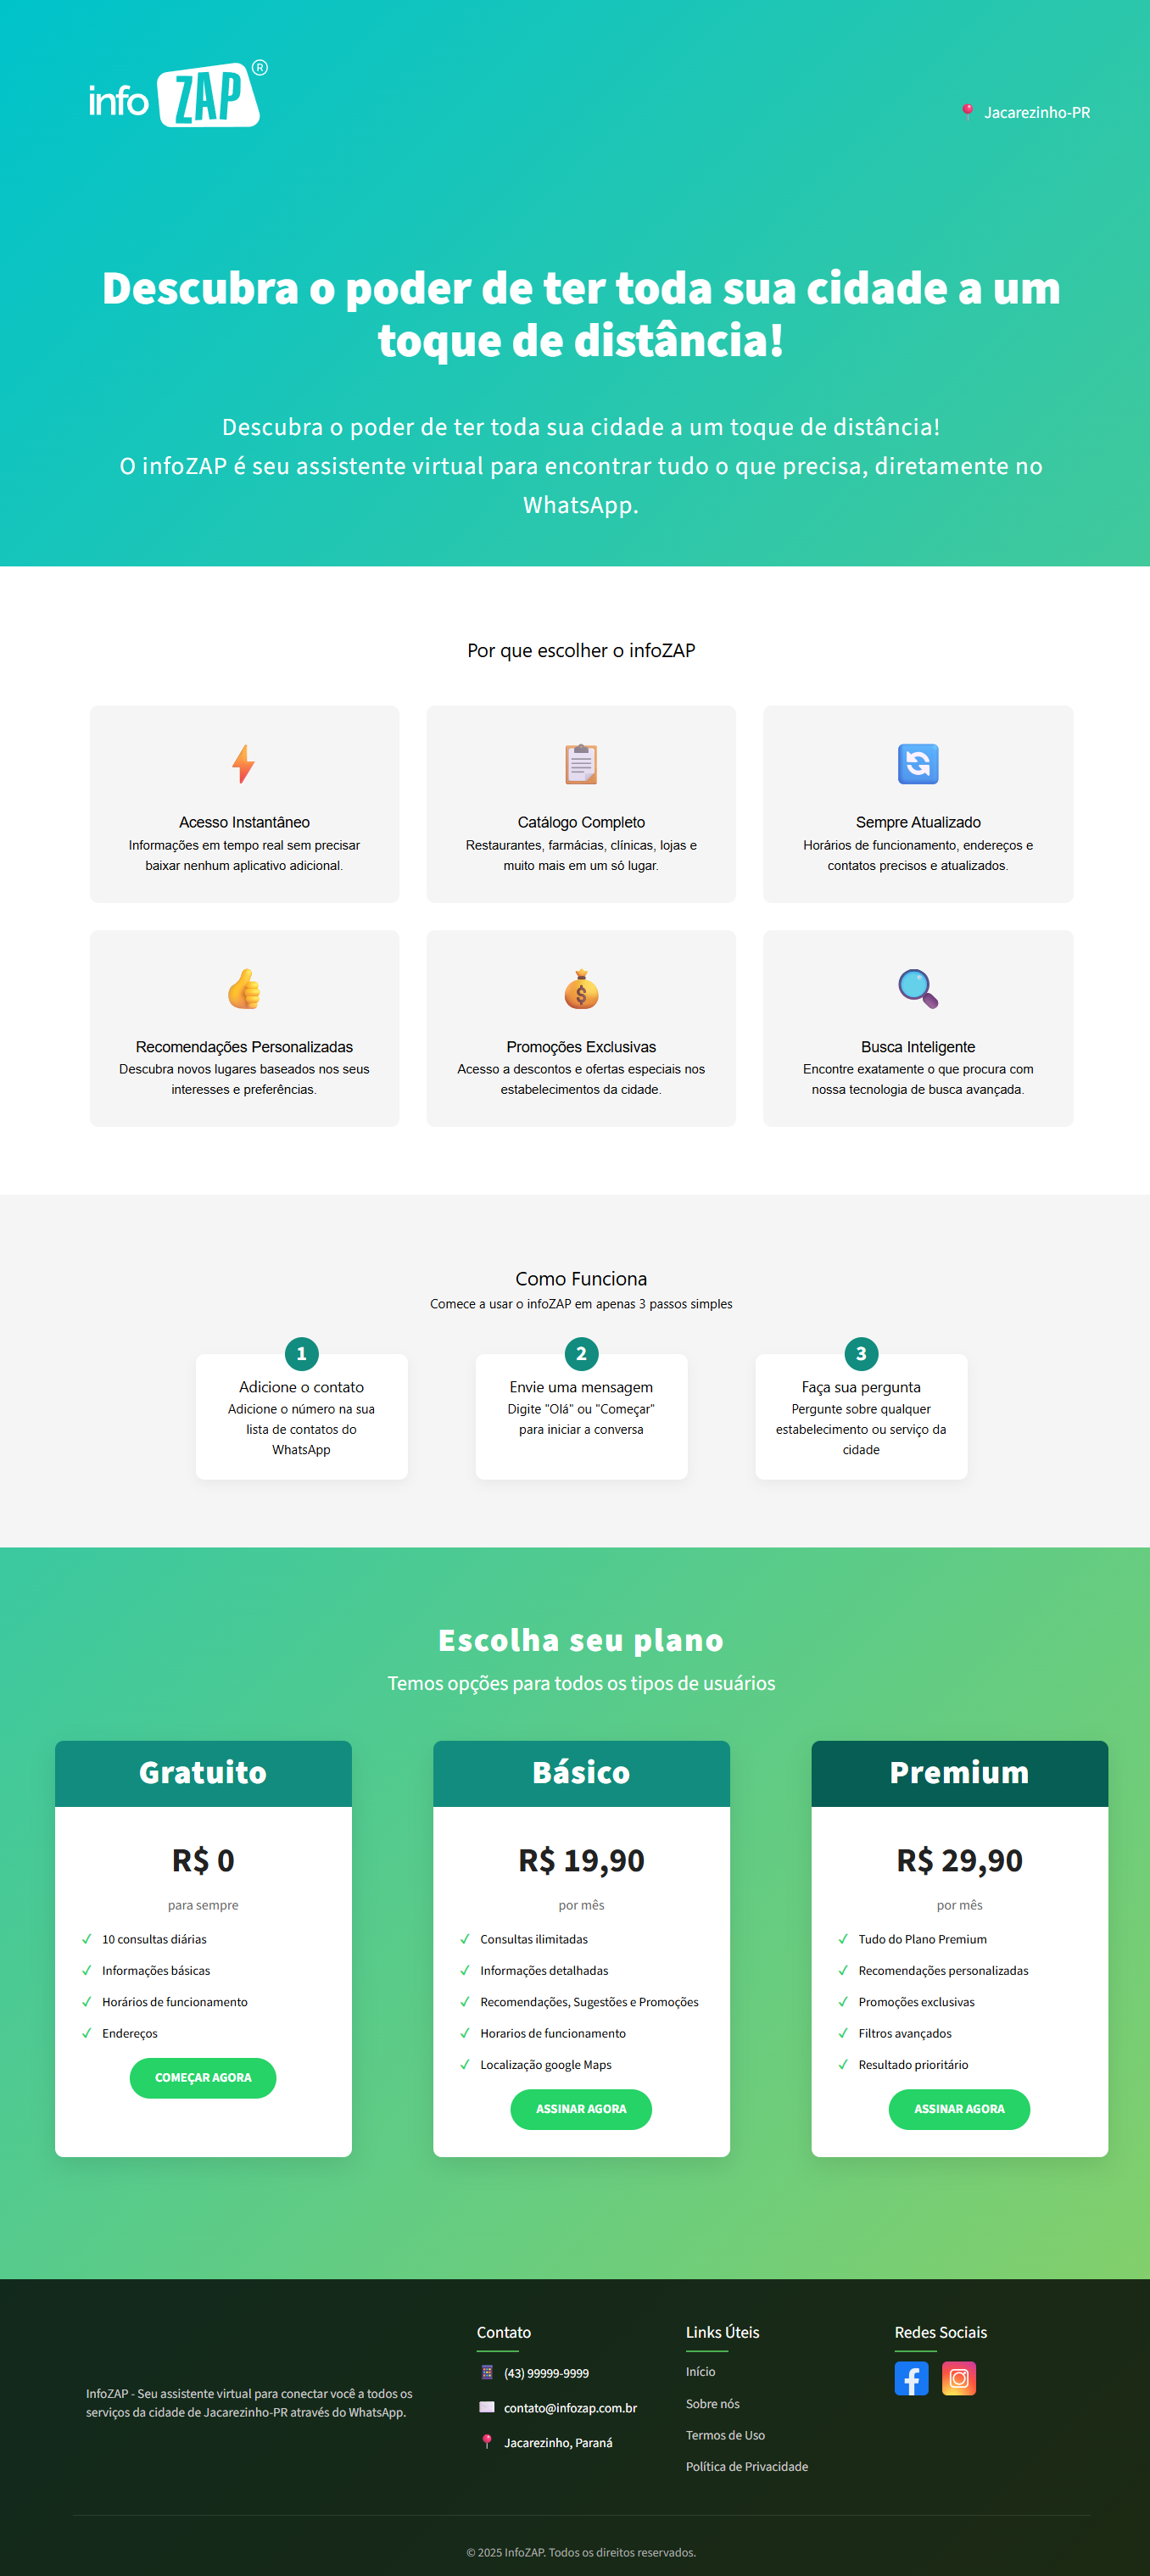 info ZAP ®
Jacarezinho-PR
Descubra o poder de ter toda sua cidade a um
toque de distância!
Descubra o poder de ter toda sua cidade a um toque de distância!
O infoZAP é seu assistente virtual para encontrar tudo o que precisa, diretamente no
WhatsApp.
Por que escolher o infoZAP
Acesso Instantâneo
Informações em tempo real sem precisar
baixar nenhum aplicativo adicional.
Catálogo Completo
Restaurantes, farmácias, clínicas, lojas e
muito mais em um só lugar.
Sempre Atualizado
Horários de funcionamento, endereços e
contatos precisos e atualizados.
Recomendações Personalizadas
Descubra novos lugares baseados nos seus
interesses e preferências.
Promoções Exclusivas
Acesso a descontos e ofertas especiais nos
estabelecimentos da cidade.
Busca Inteligente
Encontre exatamente o que procura com
nossa tecnologia de busca avançada.
Como Funciona
Comece a usar o infoZAP em apenas 3 passos simples
1
Adicione o contato
Adicione o número na sua
lista de contatos do
WhatsApp
2
Envie uma mensagem
Digite "Olá" ou "Começar"
para iniciar a conversa
3
Faça sua pergunta
Pergunte sobre qualquer
estabelecimento ou serviço da
cidade
Escolha seu plano
Temos opções para todos os tipos de usuários
Gratuito
R$ 0
para sempre
✓ 10 consultas diárias
✓ Informações básicas
✓ Horários de funcionamento
✓ Endereços
COMEÇAR AGORA
Básico
R$ 19,90
por mês
✓ Consultas ilimitadas
✓ Informações detalhadas
✓ Recomendações, Sugestões e Promoções
✓ Horarios de funcionamento
✓ Localização google Maps
ASSINAR AGORA
Premium
R$ 29,90
por mês
✓ Tudo do Plano Premium
✓ Recomendações personalizadas
✓ Promoções exclusivas
✓ Filtros avançados
✓ Resultado prioritário
ASSINAR AGORA
InfoZAP - Seu assistente virtual para conectar você a todos os
serviços da cidade de Jacarezinho-PR através do WhatsApp.
Contato
(43) 99999-9999
contato@infozap.com.br
Jacarezinho, Paraná
Links Úteis
Início
Sobre nós
Termos de Uso
Política de Privacidade
Redes Sociais
© 2025 InfoZAP. Todos os direitos reservados.